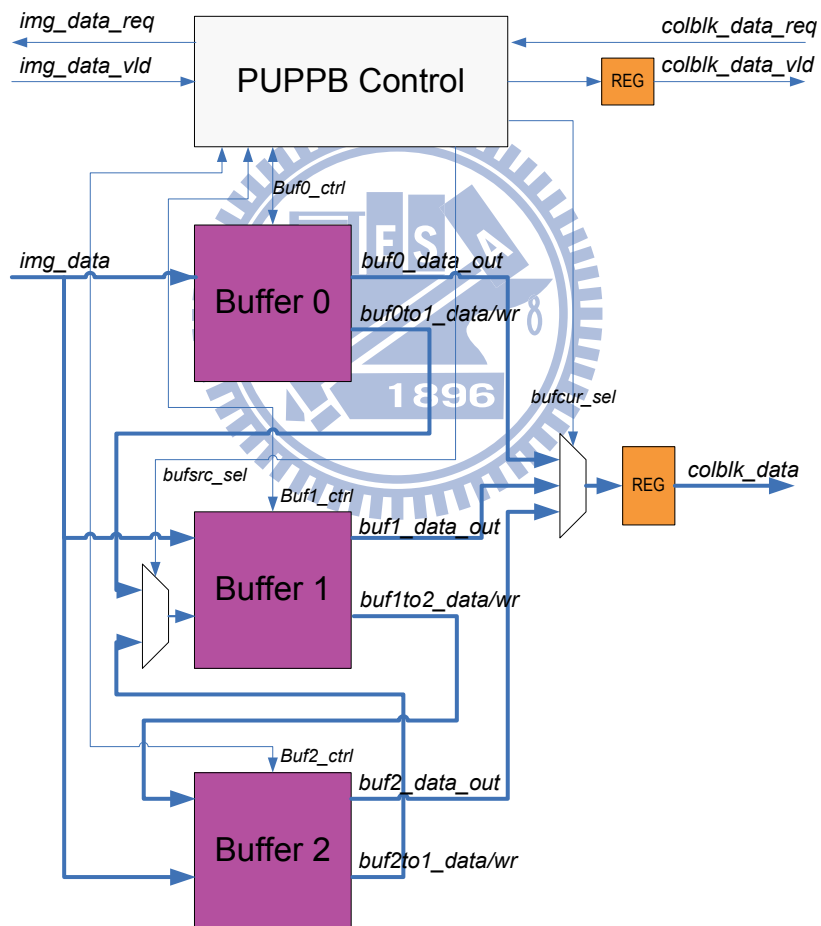 img_data_req
colblk_data_req
img_data_vld
PUPPB Control
REG
colblk_data_vld
Buf0_ctrl
E S A
img_data
Buffer 0
buf0_data_out
buf0to1_data/wr
8
1896
bufcur_sel
bufsrc_sel
Buf1_ctrl
REG
colblk_data
buf1_data_out
Buffer 1
buf1to2_data/wr
Buf2_ctrl
buf2_data_out
Buffer 2
buf2to1_data/wr